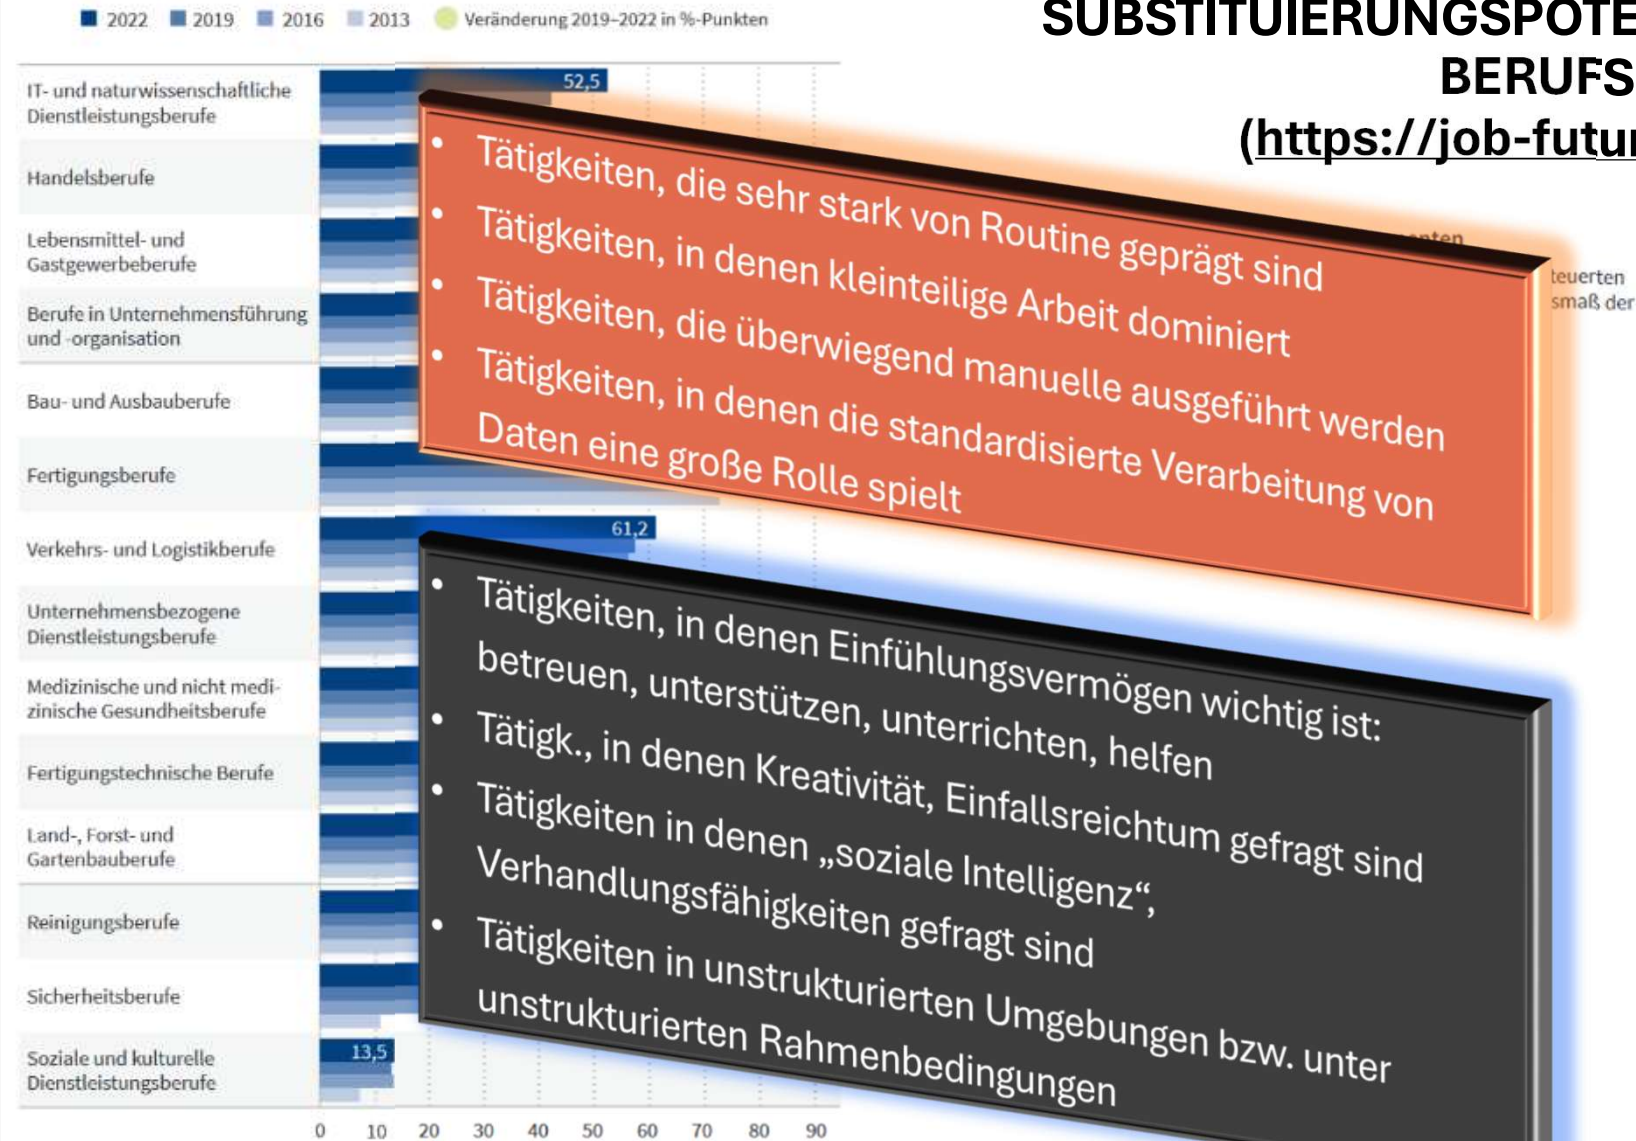 2022 2019 2016 2013 Veränderung 2019–2022 in %-Punkten
SUBSTITUIERUNGSPOTE
BERUFS
(https://job-futur
IT- und naturwissenschaftliche
Dienstleistungsberufe
52,5
Handelsberufe
Lebensmittel- und
Gastgewerbeberufe
Berufe in Unternehmensführung
und -organisation
Bau- und Ausbauberufe
Fertigungsberufe
Verkehrs- und Logistikberufe
61,2
Unternehmensbezogene
Dienstleistungsberufe
Medizinische und nicht medi-
zinische Gesundheitsberufe
Fertigungstechnische Berufe
Land-, Forst- und
Gartenbauberufe
Reinigungsberufe
Sicherheitsberufe
Soziale und kulturelle
Dienstleistungsberufe
13,5
0 10 20 30 40 50 60 70 80 90
• Tätigkeiten, die sehr stark von Routine geprägt sind
• Tätigkeiten, in denen kleinteilige Arbeit dominiert
• Tätigkeiten, die überwiegend manuelle ausgeführt werden
• Tätigkeiten, in denen die standardisierte Verarbeitung von
Daten eine große Rolle spielt
teuerten
smaß der
• Tätigkeiten, in denen Einfühlungsvermögen wichtig ist:
betreuen, unterstützen, unterrichten, helfen
• Tätigk., in denen Kreativität, Einfallsreichtum gefragt sind
• Tätigkeiten in denen „soziale Intelligenz“,
Verhandlungsfähigkeiten gefragt sind
• Tätigkeiten in unstrukturierten Umgebungen bzw. unter
unstrukturierten Rahmenbedingungen